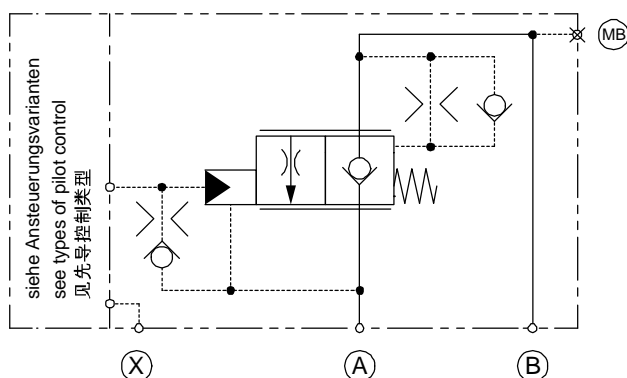 MB
siehe Ansteuerungsvarianten
see types of pilot control
见先导控制类型
X
A
B